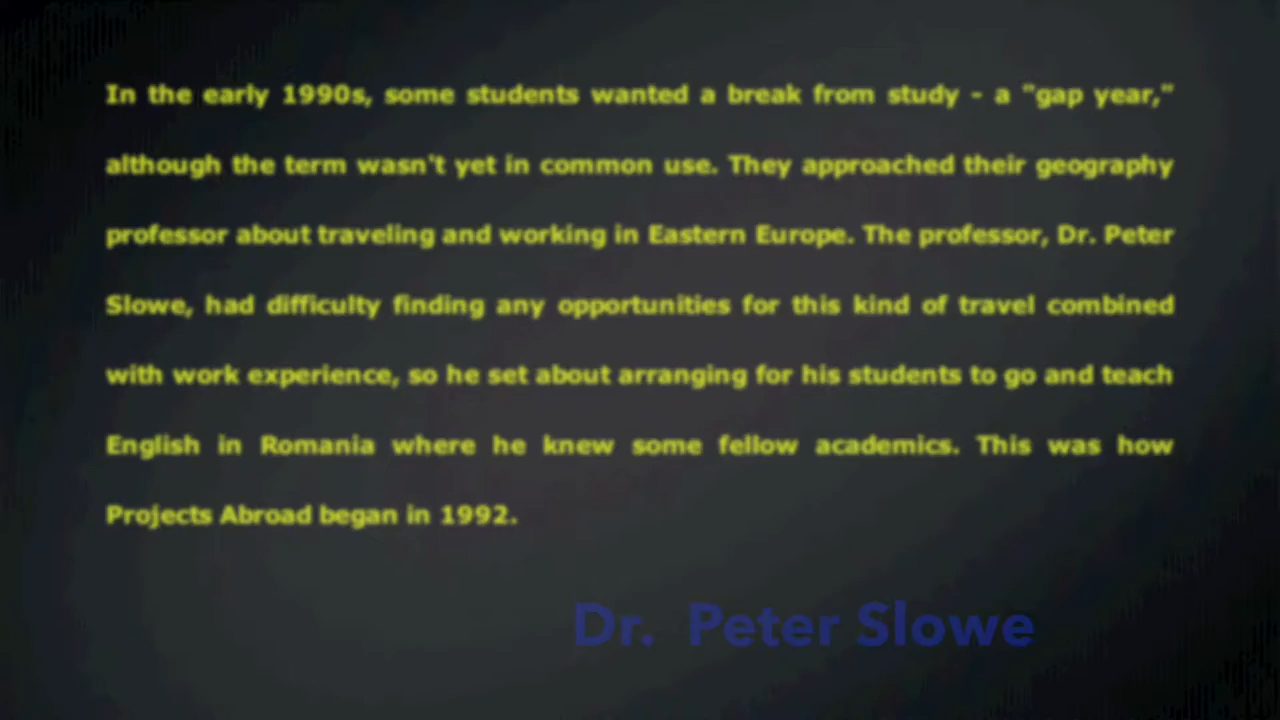 In the early 1990s, some students wanted a break from study - a "gap year,"
although the term wasn't yet in common use. They approached their geography
professor about traveling and working in Eastern Europe. The professor, Dr. Peter
Slowe, had difficulty finding any opportunities for this kind of travel combined
with work experience, so he set about arranging for his students to go and teach
English in Romania where he knew some fellow academics. This was how
Projects Abroad began in 1992.
Dr. Peter Slowe